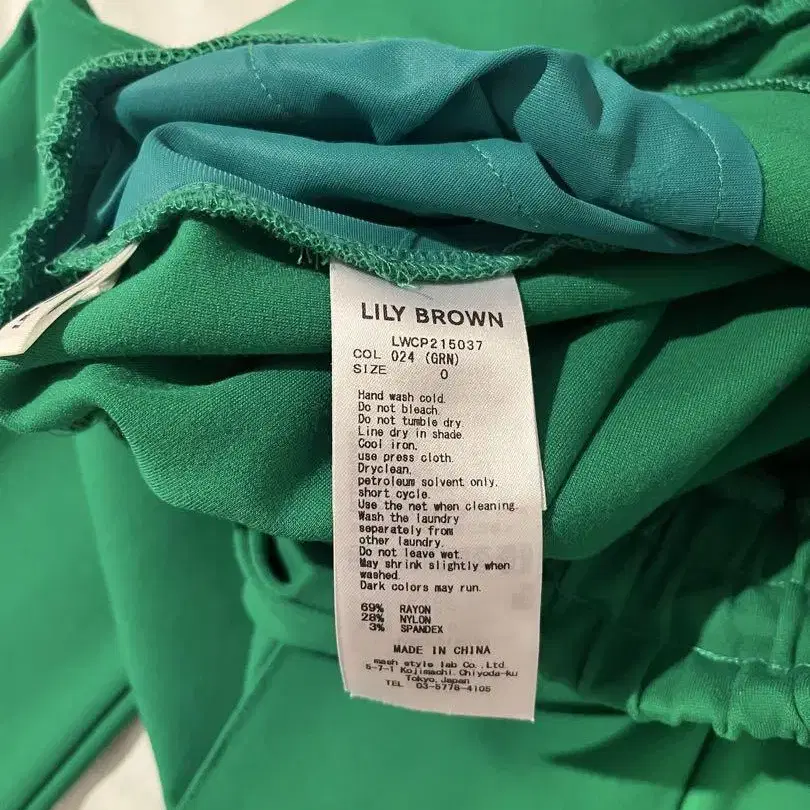 LILY BROWN
LWCP215037
COL 024 (GRN)
SIZE 0
Hand wash cold.
Do not bleach.
Do not tumble dry.
Line dry in shade
Cool iron,
use press cloth.
Dryclean,
petroleum solvent only,
short cycle.
Use the net when cleaning.
Wash the laundry
separately from
other laundry.
Do not leave wet.
May shrink slightly when
washed.
Dark colors may run.
69% RAYON
28% NYLON
3% SPANDEX
MADE IN CHINA
mash style lab Co.,Ltd.
5-7-1 Kojimachi Chiyoda-ku
Tokyo, Japan
TEL 03-5778-4105